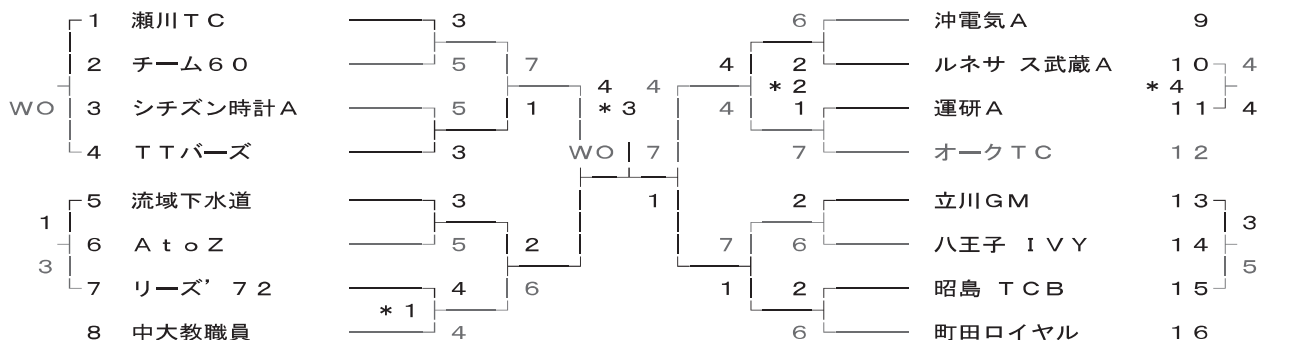 1 瀬川TC 3 6 沖電気A 9
2 チーム60 5 7 4 2 ルネサ ス武蔵A 10 4
4 4 *2 *4
WO 3 シチズン時計A 5 1 *3 4 1 運研A 11 4
4 TTバーズ 3 WO 7 7 オークTC 12
5 流域下水道 3 1 2 立川GM 13
1 3
6 AtoZ 5 2 7 6 八王子 IVY 14
3 5
7 リーズ’72 4 6 1 2 昭島 TCB 15
*1
8 中大教職員 4 6 町田ロイヤル 16